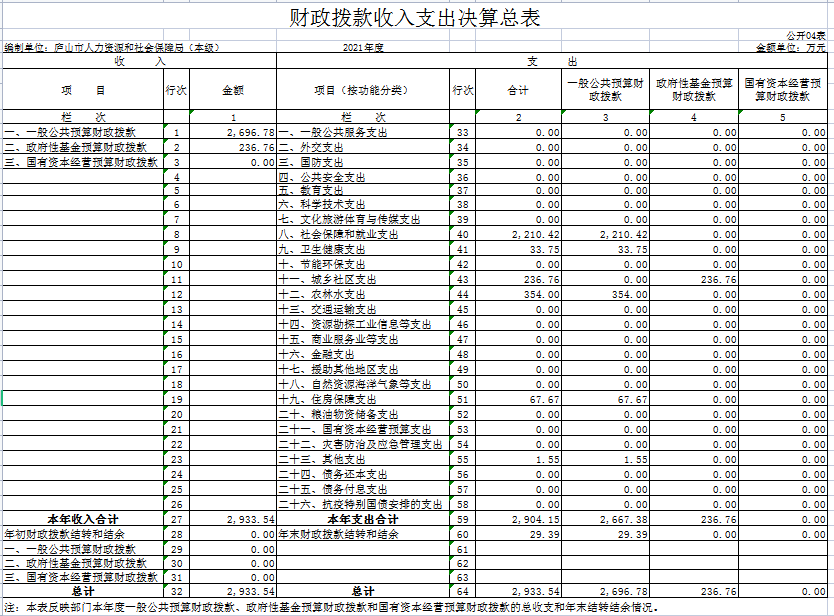 财政拨款收入支出决算总表
公开04表
编制单位：庐山市人力资源和社会保障局（本级） 2021年度 金额单位：万元
收 入 支 出
项 目 行次 金额 项目（按功能分类） 行次 合计 一般公共预算财政拨款 政府性基金预算财政拨款 国有资本经营预算财政拨款
栏 次 1 栏 次 2 3 4 5
一、一般公共预算财政拨款 1 2,696.78 一、一般公共服务支出 33 0.00 0.00 0.00 0.00
二、政府性基金预算财政拨款 2 236.76 二、外交支出 34 0.00 0.00 0.00 0.00
三、国有资本经营预算财政拨款 3 0.00 三、国防支出 35 0.00 0.00 0.00 0.00
4 四、公共安全支出 36 0.00 0.00 0.00 0.00
5 五、教育支出 37 0.00 0.00 0.00 0.00
6 六、科学技术支出 38 0.00 0.00 0.00 0.00
7 七、文化旅游体育与传媒支出 39 0.00 0.00 0.00 0.00
8 八、社会保障和就业支出 40 2,210.42 2,210.42 0.00 0.00
9 九、卫生健康支出 41 33.75 33.75 0.00 0.00
10 十、节能环保支出 42 0.00 0.00 0.00 0.00
11 十一、城乡社区支出 43 236.76 0.00 236.76 0.00
12 十二、农林水支出 44 354.00 354.00 0.00 0.00
13 十三、交通运输支出 45 0.00 0.00 0.00 0.00
14 十四、资源勘探工业信息等支出 46 0.00 0.00 0.00 0.00
15 十五、商业服务业等支出 47 0.00 0.00 0.00 0.00
16 十六、金融支出 48 0.00 0.00 0.00 0.00
17 十七、援助其他地区支出 49 0.00 0.00 0.00 0.00
18 十八、自然资源海洋气象等支出 50 0.00 0.00 0.00 0.00
19 十九、住房保障支出 51 67.67 67.67 0.00 0.00
20 二十、粮油物资储备支出 52 0.00 0.00 0.00 0.00
21 二十一、国有资本经营预算支出 53 0.00 0.00 0.00 0.00
22 二十二、灾害防治及应急管理支出 54 0.00 0.00 0.00 0.00
23 二十三、其他支出 55 1.55 1.55 0.00 0.00
24 二十四、债务还本支出 56 0.00 0.00 0.00 0.00
25 二十五、债务付息支出 57 0.00 0.00 0.00 0.00
26 二十六、抗疫特别国债安排的支出 58 0.00 0.00 0.00 0.00
本年收入合计 27 2,933.54 本年支出合计 59 2,904.15 2,667.38 236.76 0.00
年初财政拨款结转和结余 28 0.00 年末财政拨款结转和结余 60 29.39 29.39 0.00 0.00
一、一般公共预算财政拨款 29 0.00 61
二、政府性基金预算财政拨款 30 0.00 62
三、国有资本经营预算财政拨款 31 0.00 63
总计 32 2,933.54 总计 64 2,933.54 2,696.78 236.76 0.00
注：本表反映部门本年度一般公共预算财政拨款、政府性基金预算财政拨款和国有资本经营预算财政拨款的总收支和年末结转结余情况。